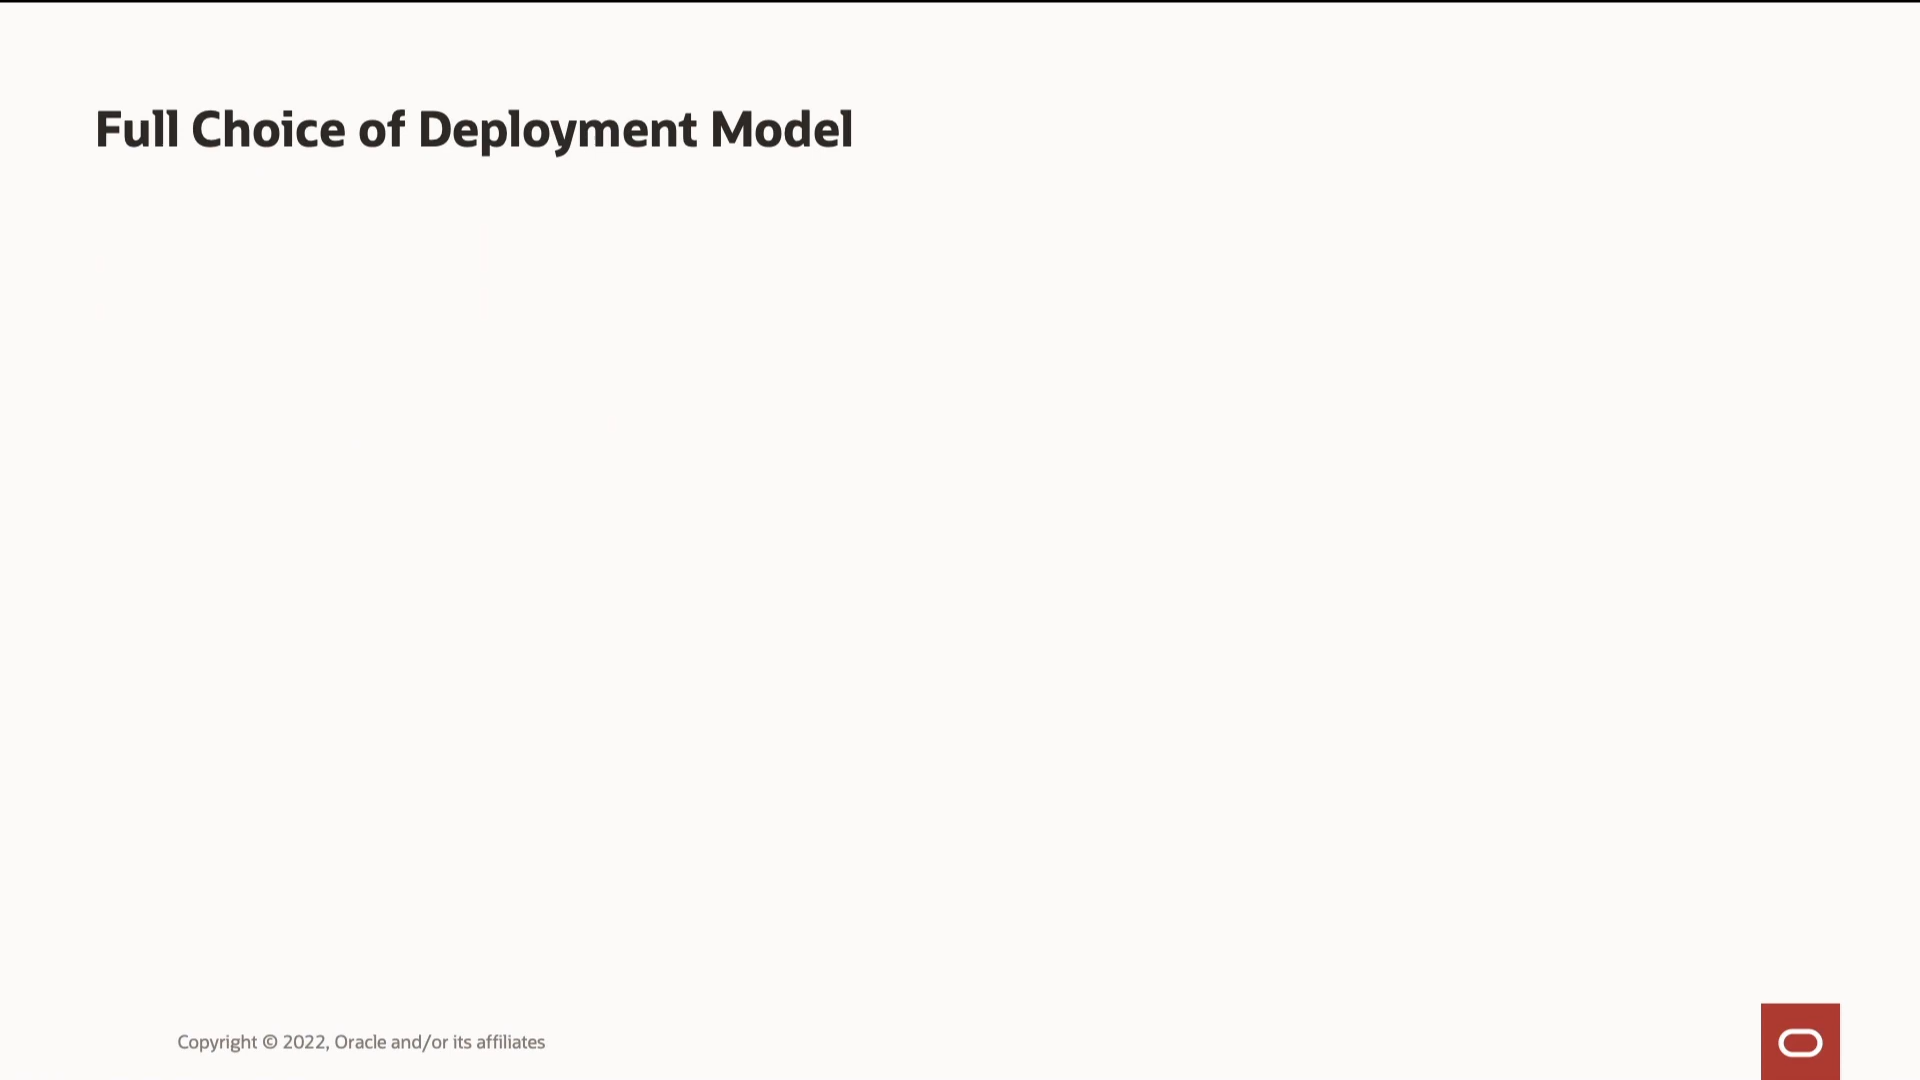 Full Choice of Deployment Model
Copyright © 2022, Oracle and/or its affiliates